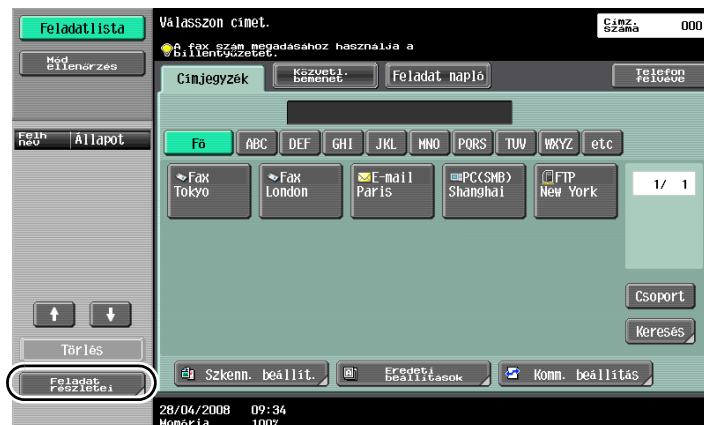 Feladatlista
Mód
ellenőrzés
Felh
név
Állapot
Törlés
Feladat
részletei
Válasszon címet.
A fax szám megadásához használja a
billentyűzetet.
Címz.
száma
000
Címjegyzék
Közvetl.
bemenet
Feladat napló
Telefon
felvéve
Fő
ABC
DEF
GHI
JKL
MNO
PQRS
TUV
WXYZ
etc
Fax
Tokyo
Fax
London
E-mail
Paris
PC(SMB)
Shanghai
FTP
New York
1/ 1
Csoport
Keresés
Szkenn. beállít.
Eredeti
beállítások
Komm. beállítás
28/04/2008 09:34
Memória 100%